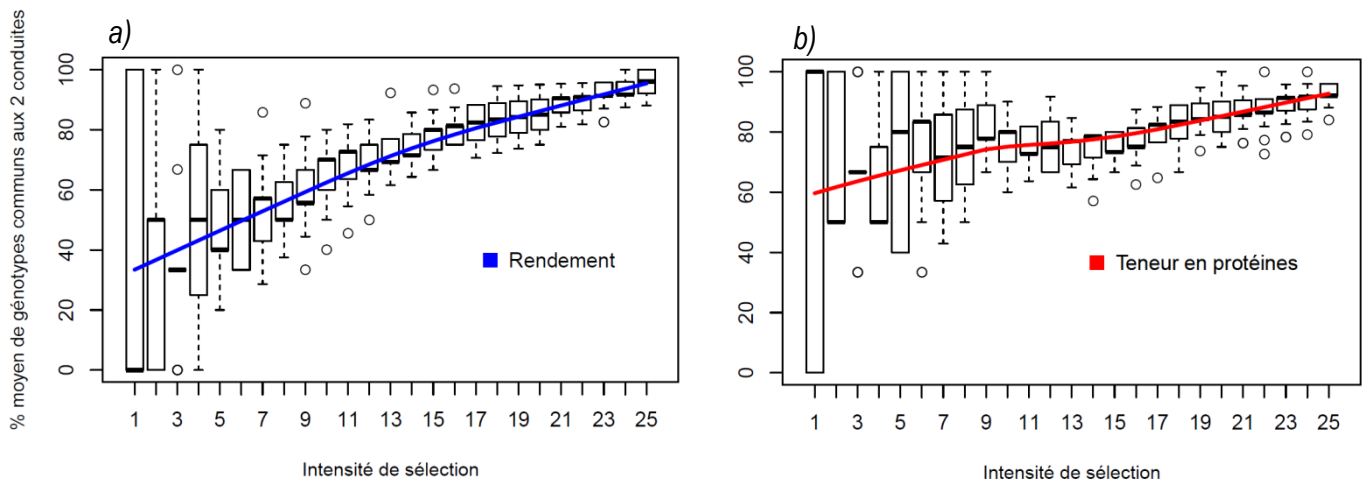 % moyen de génotypes communs aux 2 conduites
a)
100
80
60
40
20
0
Rendement
1 3 5 7 9 11 13 15 17 19 21 23 25
Intensité de sélection
b)
100
80
60
40
20
0
Teneur en protéines
1 3 5 7 9 11 13 15 17 19 21 23 25
Intensité de sélection